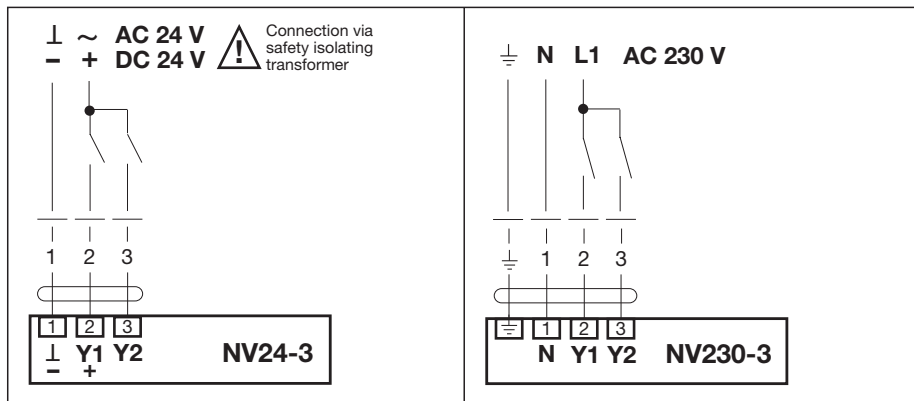 ⊥ ~ AC 24 V
− + DC 24 V
Connection via
safety isolating
transformer
1 2 3
1 2 3
⊥ Y1 Y2
− +
NV24-3
⏚ N L1 AC 230 V
⏚ 1 2 3
⏚ 1 2 3
N Y1 Y2
NV230-3